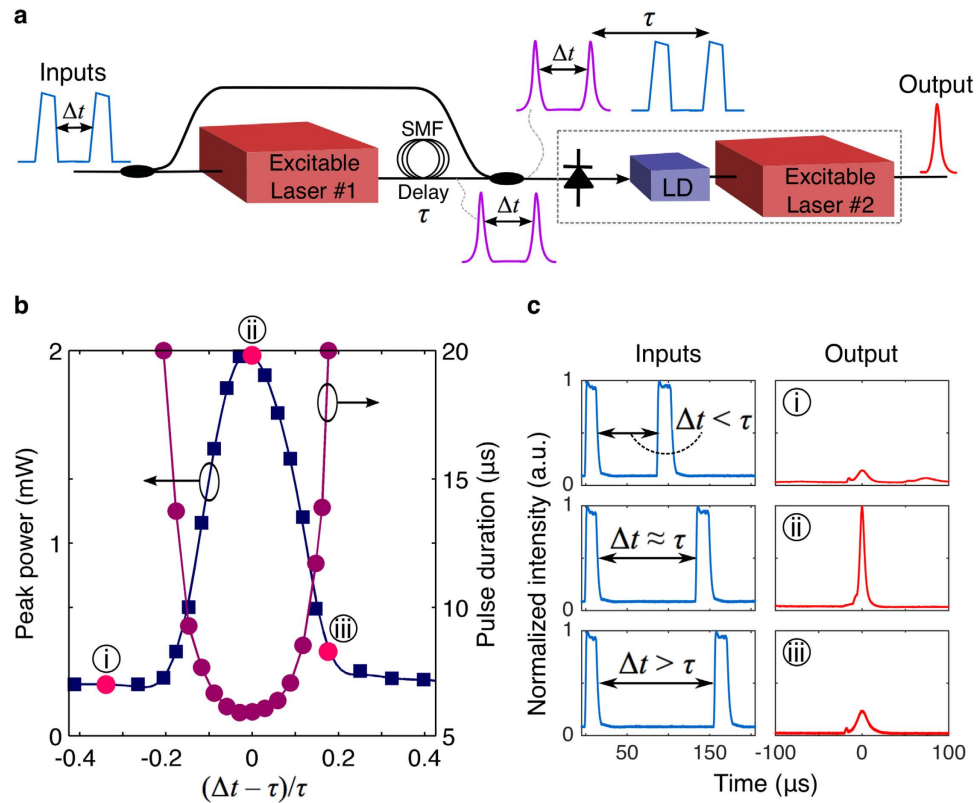 a
Inputs
Δt
Excitable
Laser #1
SMF
Delay
τ
Δt
Δt
τ
LD
Excitable
Laser #2
Output
b
Peak power (mW)
2
1
0
i
ii
iii
20
15
10
5
Pulse duration (µs)
-0.4 -0.2 0 0.2 0.4
(Δt − τ)/τ
c
Inputs Output
Normalized intensity (a.u.)
1
0
Δt < τ
i
1
0
Δt ≈ τ
ii
1
0
Δt > τ
iii
50 150 -100 0 100
Time (µs)